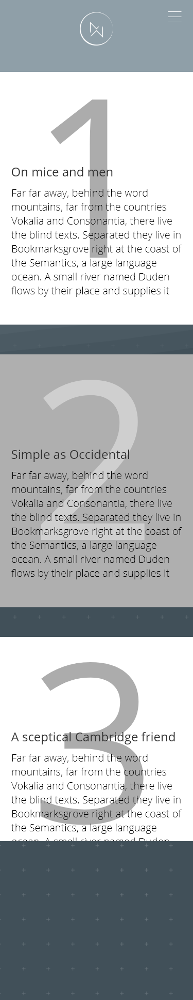 1
On mice and men
Far far away, behind the word
mountains, far from the countries
Vokalia and Consonantia, there live
the blind texts. Separated they live in
Bookmarksgrove right at the coast of
the Semantics, a large language
ocean. A small river named Duden
flows by their place and supplies it
2
Simple as Occidental
Far far away, behind the word
mountains, far from the countries
Vokalia and Consonantia, there live
the blind texts. Separated they live in
Bookmarksgrove right at the coast of
the Semantics, a large language
ocean. A small river named Duden
flows by their place and supplies it
3
A sceptical Cambridge friend
Far far away, behind the word
mountains, far from the countries
Vokalia and Consonantia, there live
the blind texts. Separated they live in
Bookmarksgrove right at the coast of
the Semantics, a large language
ocean. A small river named Duden